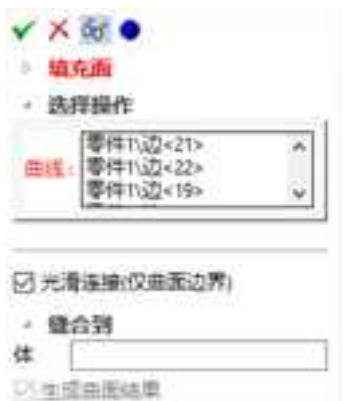 填充面
选择操作
曲线:
零件1\边<21>
零件1\边<22>
零件1\边<19>
光滑连接(仅曲面边界)
缝合到
体
生成曲面结果